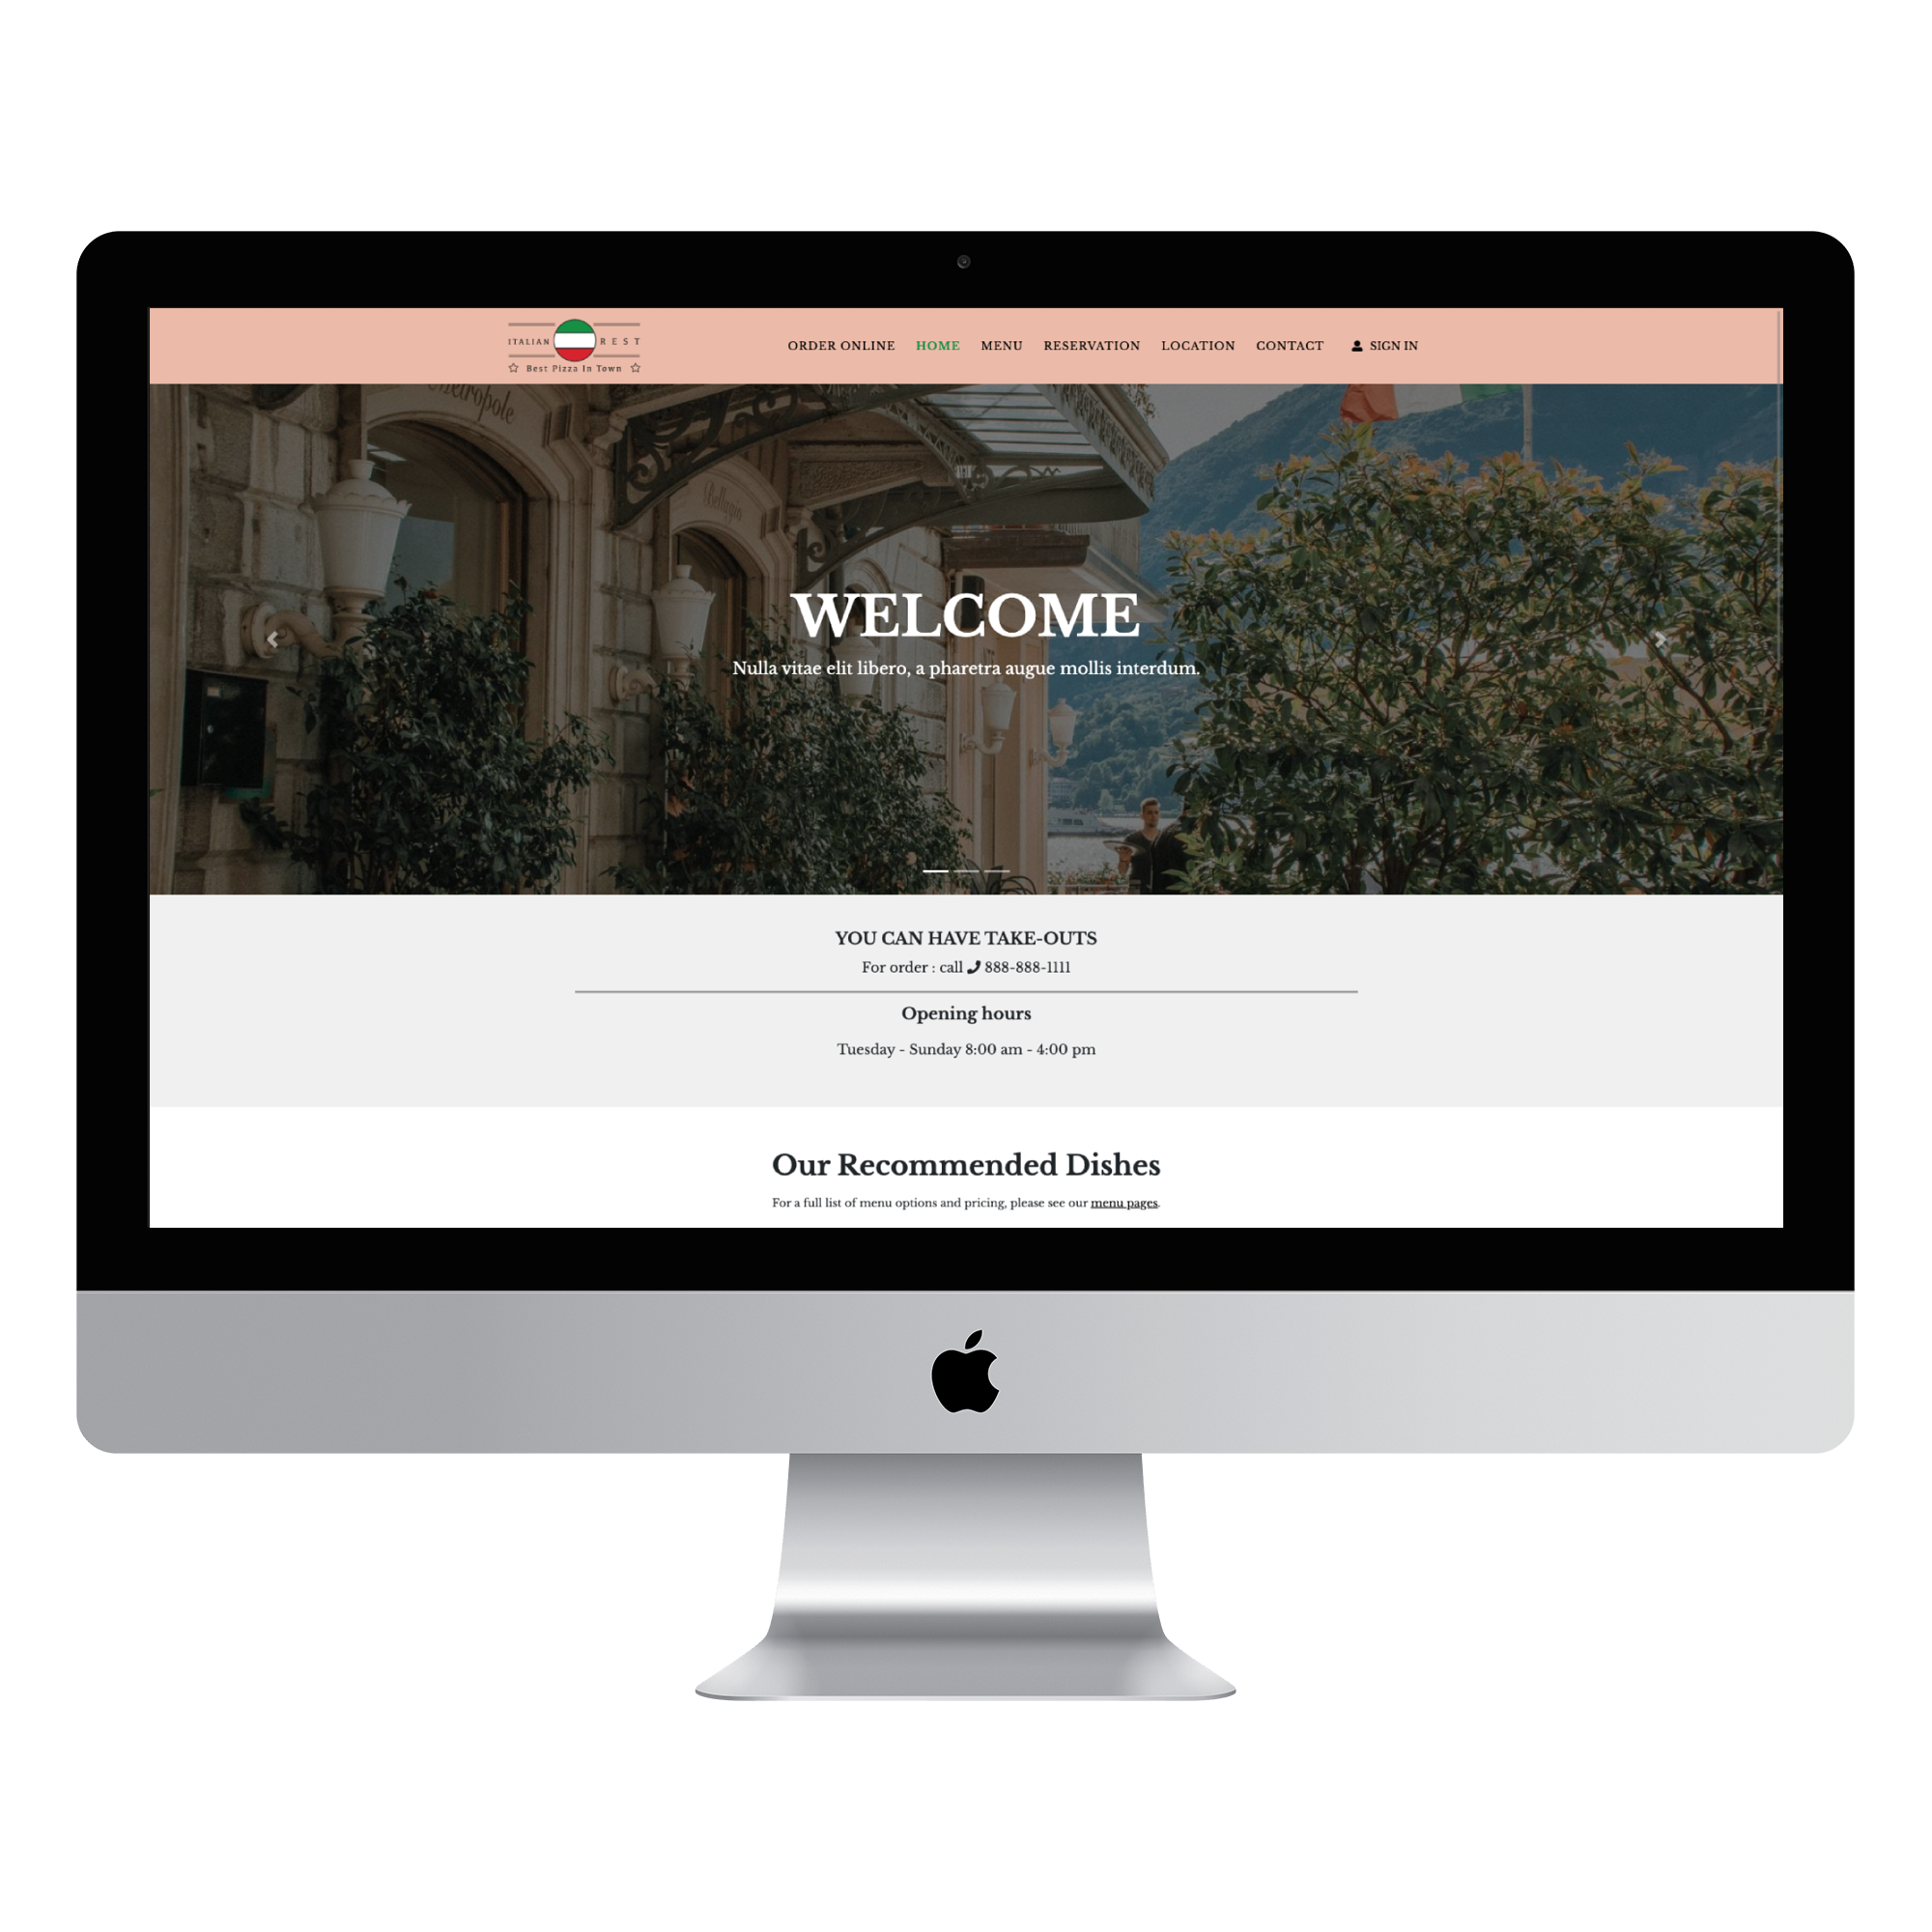 ITALIAN REST
Best Pizza In Town
ORDER ONLINE HOME MENU RESERVATION LOCATION CONTACT SIGN IN
Bellagio
WELCOME
Nulla vitae elit libero, a pharetra augue mollis interdum.
YOU CAN HAVE TAKE-OUTS
For order : call 888-888-1111
Opening hours
Tuesday - Sunday 8:00 am - 4:00 pm
Our Recommended Dishes
For a full list of menu options and pricing, please see our menu pages.